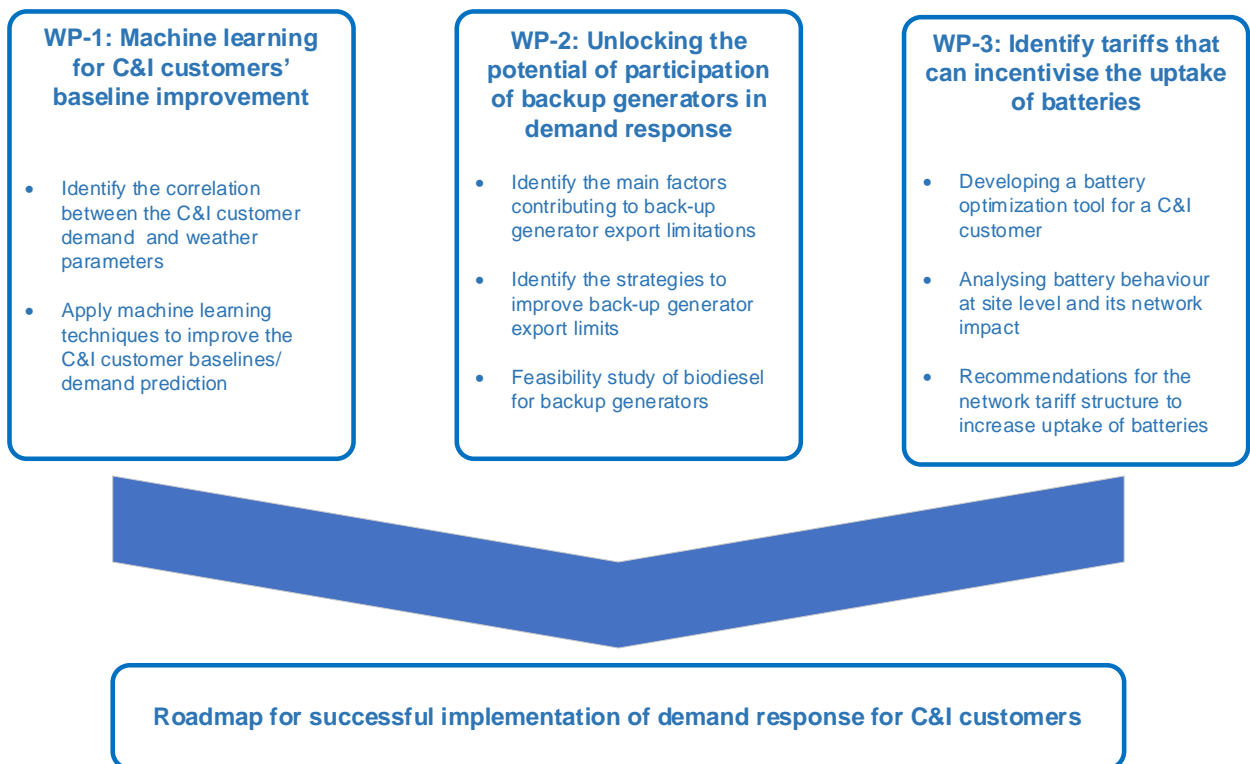 WP-1: Machine learning
for C&I customers’
baseline improvement
• Identify the correlation
between the C&I customer
demand and weather
parameters
• Apply machine learning
techniques to improve the
C&I customer baselines/
demand prediction
WP-2: Unlocking the
potential of participation
of backup generators in
demand response
• Identify the main factors
contributing to back-up
generator export limitations
• Identify the strategies to
improve back-up generator
export limits
• Feasibility study of biodiesel
for backup generators
WP-3: Identify tariffs that
can incentivise the uptake
of batteries
• Developing a battery
optimization tool for a C&I
customer
• Analysing battery behaviour
at site level and its network
impact
• Recommendations for the
network tariff structure to
increase uptake of batteries
Roadmap for successful implementation of demand response for C&I customers